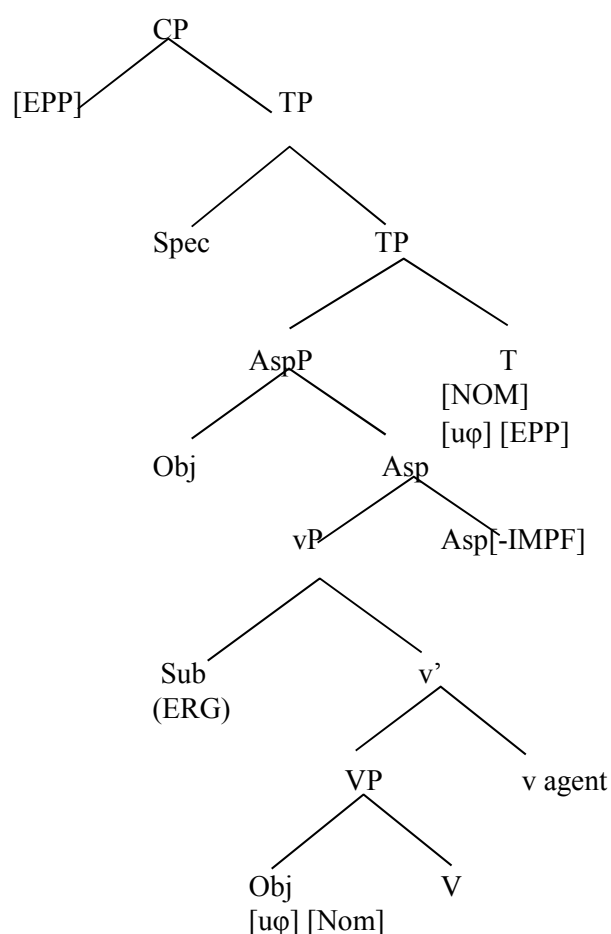 CP
[EPP] TP
Spec TP
AspP T
[NOM]
[uφ] [EPP]
Obj Asp
vP Asp[-IMPF]
Sub v’
(ERG)
VP v agent
Obj V
[uφ] [Nom]